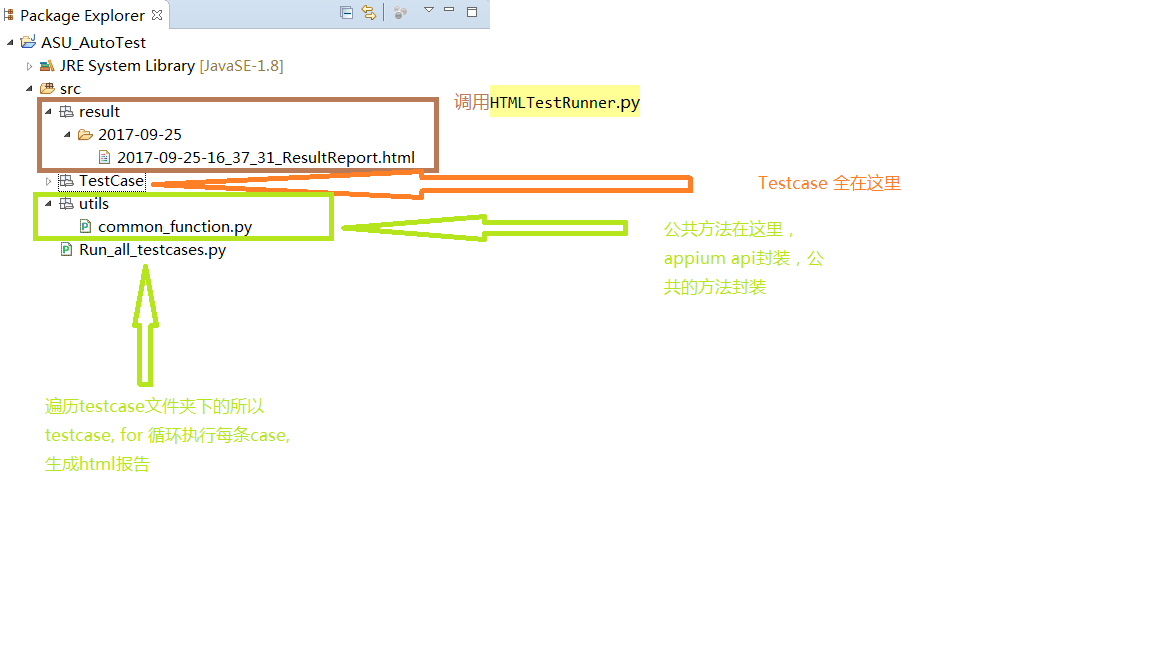 Package Explorer
ASU_AutoTest
JRE System Library [JavaSE-1.8]
src
result
调用HTMLTestRunner.py
2017-09-25
2017-09-25-16_37_31_ResultReport.html
TestCase
Testcase 全在这里
utils
common_function.py
公共方法在这里，
appium api封装，公
共的方法封装
Run_all_testcases.py
遍历testcase文件夹下的所以
testcase, for 循环执行每条case,
生成html报告